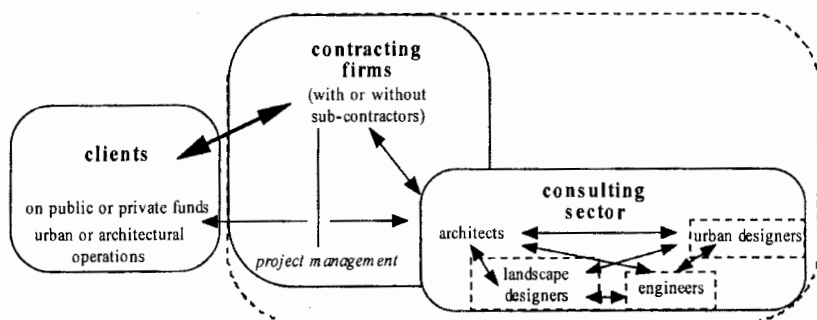 contracting
firms
(with or without
sub-contractors)
clients
on public or private funds
urban or architectural
operations
project management
consulting
sector
architects
urban designers
landscape
designers
engineers